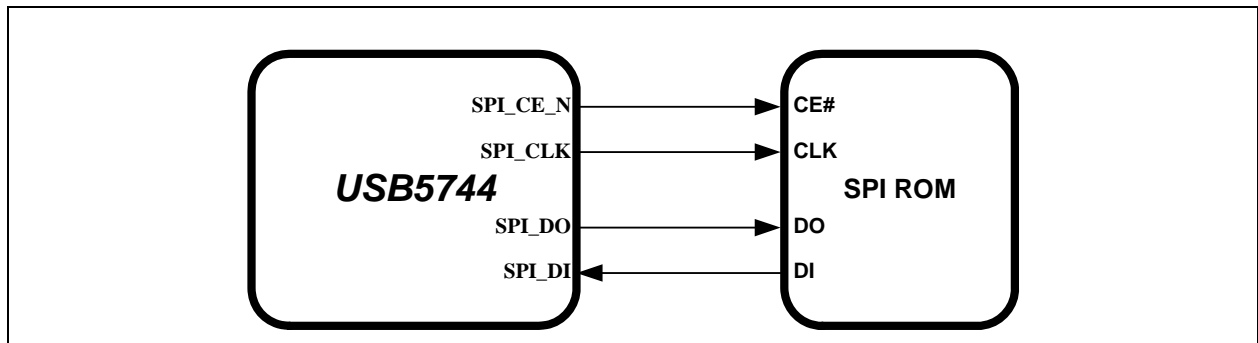 SPI_CE_N CE#
SPI_CLK CLK
USB5744 SPI ROM
SPI_DO DO
SPI_DI DI